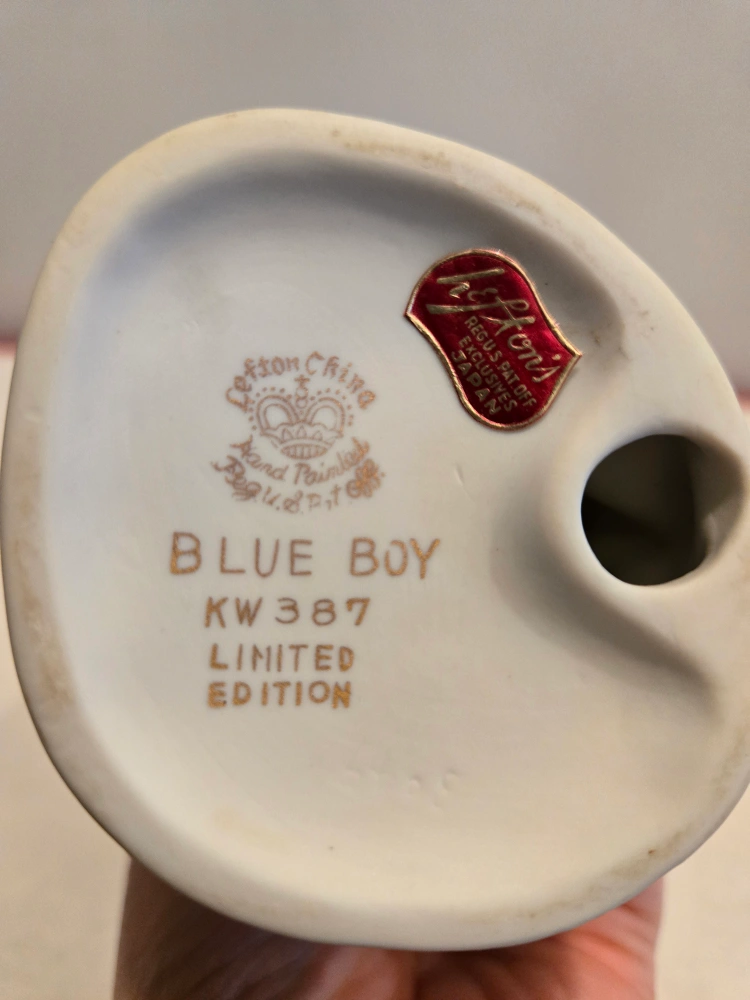 Lefton's
REG.U.S.PAT.OFF
EXCLUSIVES
JAPAN
Lefton China
Hand Painted
Reg. U.S. Pat. Off.
BLUE BOY
KW387
LIMITED
EDITION